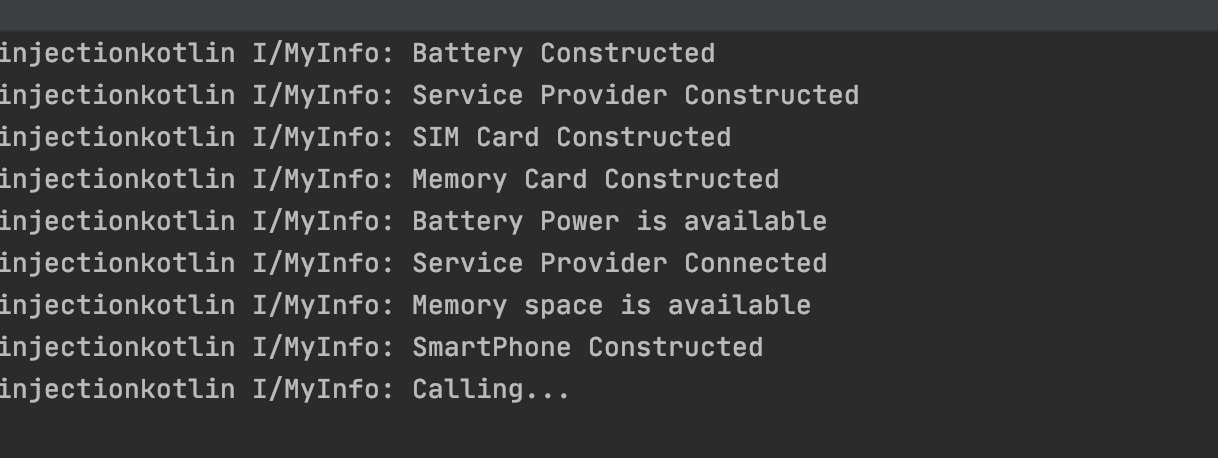 injectionkotlin I/MyInfo: Battery Constructed
injectionkotlin I/MyInfo: Service Provider Constructed
injectionkotlin I/MyInfo: SIM Card Constructed
injectionkotlin I/MyInfo: Memory Card Constructed
injectionkotlin I/MyInfo: Battery Power is available
injectionkotlin I/MyInfo: Service Provider Connected
injectionkotlin I/MyInfo: Memory space is available
injectionkotlin I/MyInfo: SmartPhone Constructed
injectionkotlin I/MyInfo: Calling...